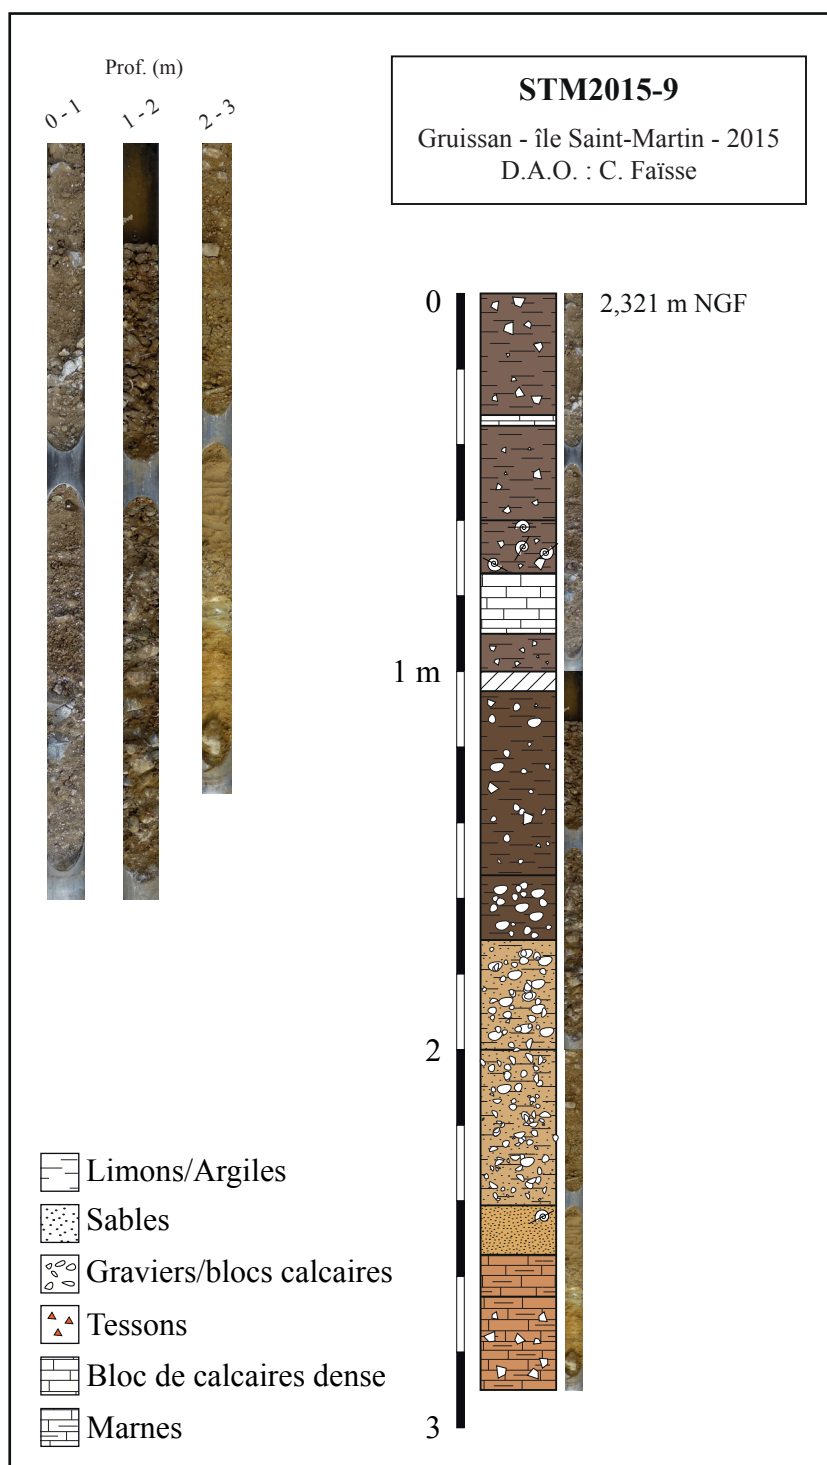 Prof. (m)
0 - 1
1 - 2
2 - 3
STM2015-9
Gruissan - île Saint-Martin - 2015
D.A.O. : C. Faïsse
0
2,321 m NGF
1 m
2
3
Limons/Argiles
Sables
Graviers/blocs calcaires
Tessons
Bloc de calcaires dense
Marnes